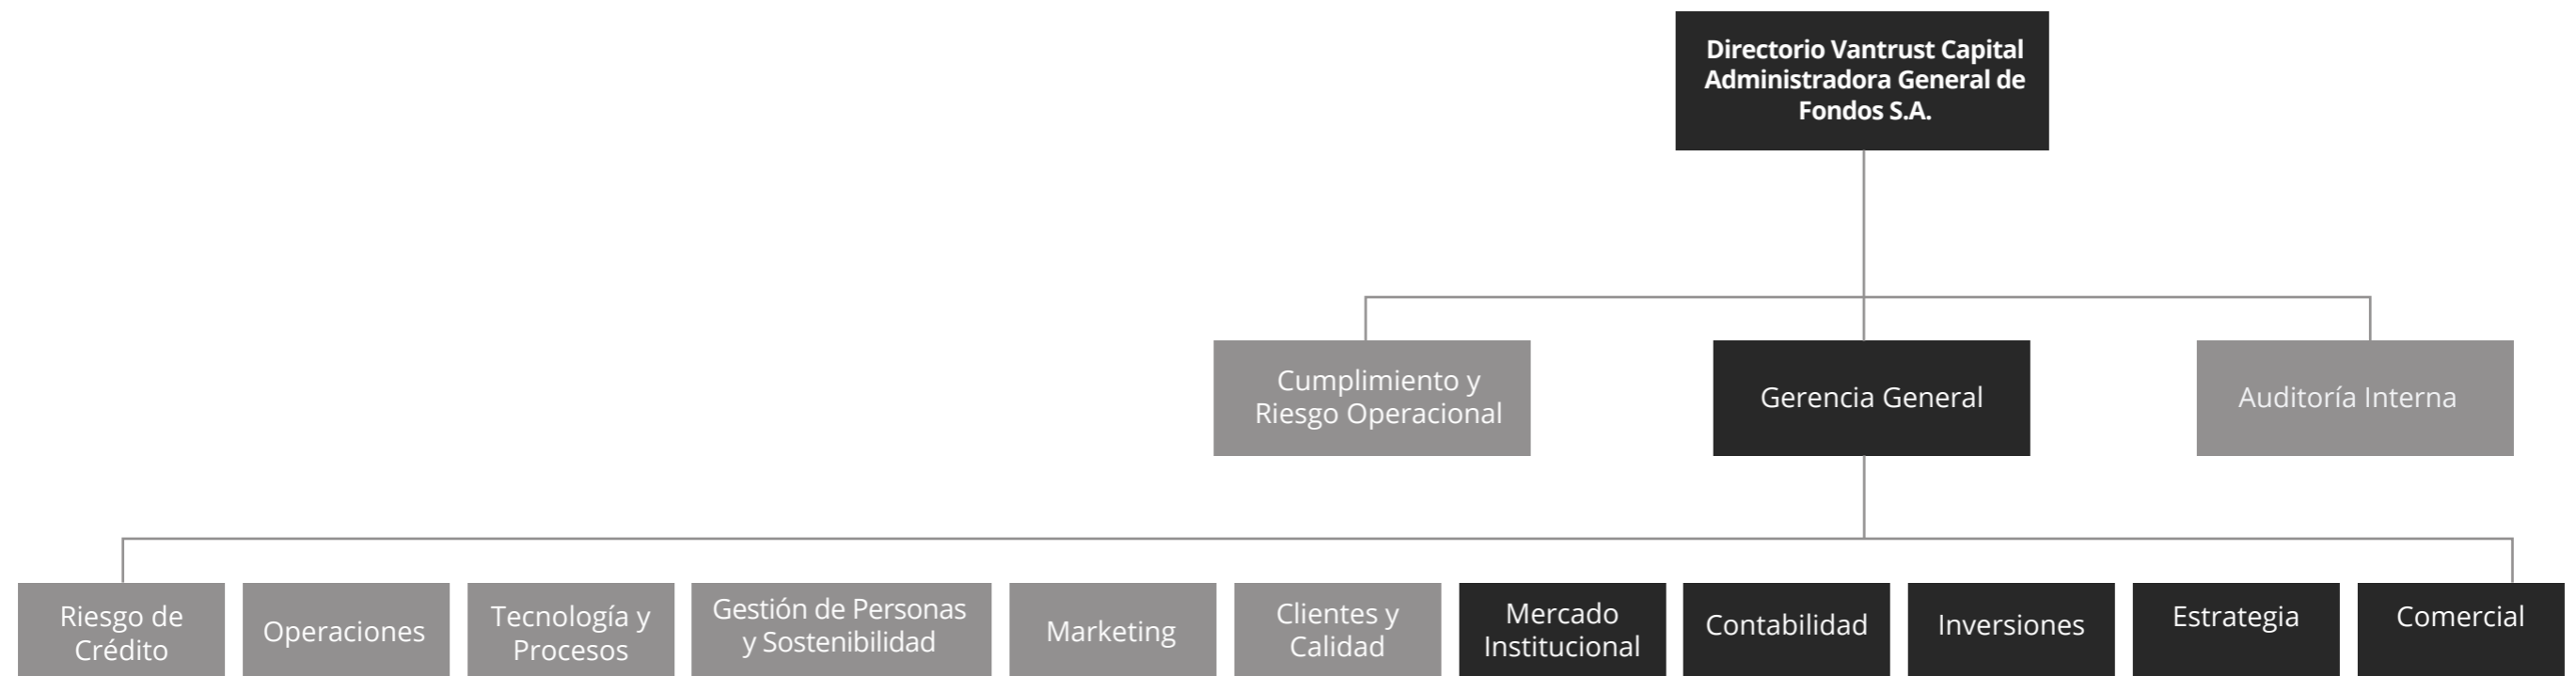 Directorio Vantrust Capital
Administradora General de
Fondos S.A.
Cumplimiento y
Riesgo Operacional
Gerencia General
Auditoría Interna
Riesgo de
Crédito
Operaciones
Tecnología y
Procesos
Gestión de Personas
y Sostenibilidad
Marketing
Clientes y
Calidad
Mercado
Institucional
Contabilidad
Inversiones
Estrategia
Comercial